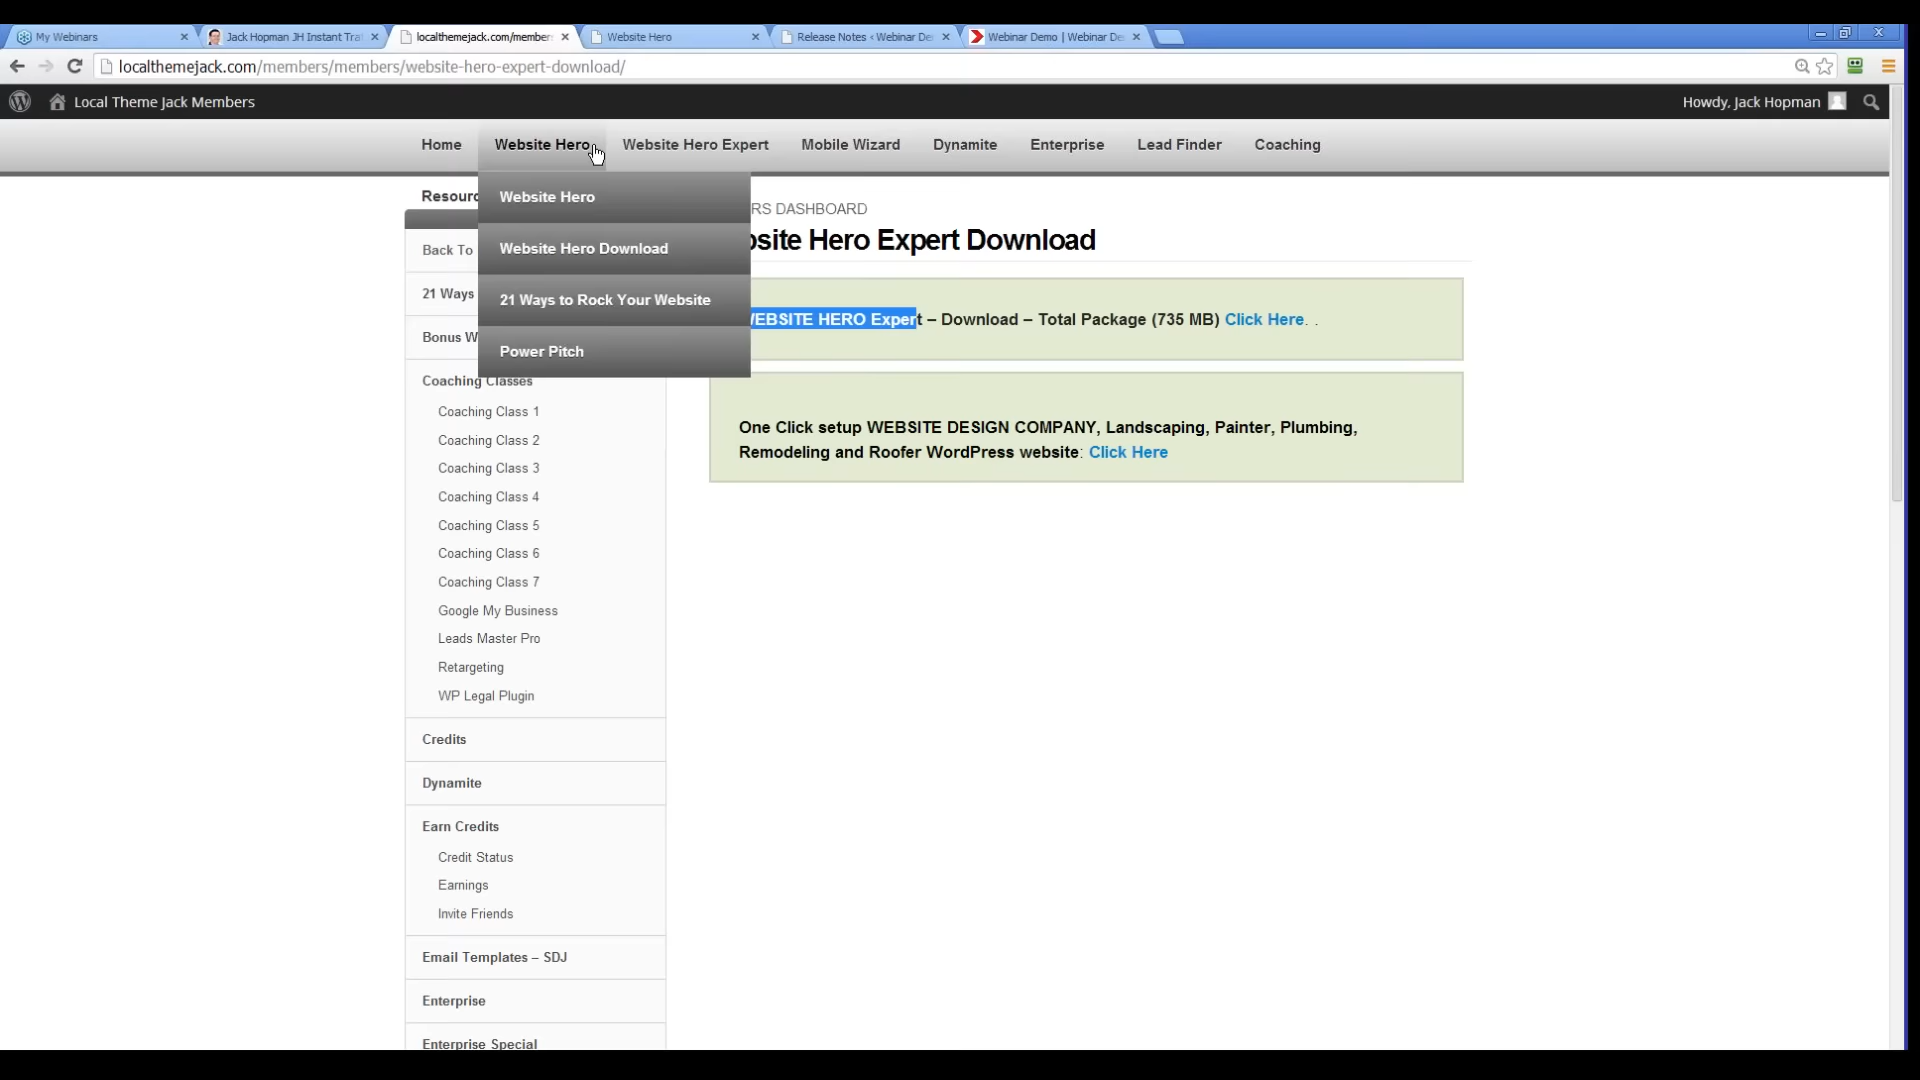 My Webinars
Jack Hopman JH Instant Tra
localthemejack.com/member
Website Hero
Release Notes ‹ Webinar De
Webinar Demo | Webinar De
localthemejack.com/members/members/website-hero-expert-download/
Local Theme Jack Members
Howdy, Jack Hopman
Home
Website Hero
Website Hero Expert
Mobile Wizard
Dynamite
Enterprise
Lead Finder
Coaching
Website Hero
Website Hero Download
21 Ways to Rock Your Website
Power Pitch
Resourc
Back To
21 Ways
Bonus W
Coaching Classes
Coaching Class 1
Coaching Class 2
Coaching Class 3
Coaching Class 4
Coaching Class 5
Coaching Class 6
Coaching Class 7
Google My Business
Leads Master Pro
Retargeting
WP Legal Plugin
Credits
Dynamite
Earn Credits
Credit Status
Earnings
Invite Friends
Email Templates – SDJ
Enterprise
Enterprise Special
RS DASHBOARD
bsite Hero Expert Download
WEBSITE HERO Expert – Download – Total Package (735 MB) Click Here. .
One Click setup WEBSITE DESIGN COMPANY, Landscaping, Painter, Plumbing,
Remodeling and Roofer WordPress website: Click Here